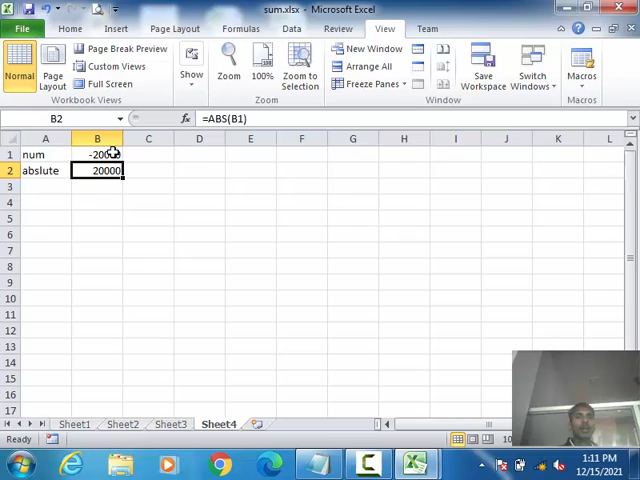 sum.xlsx - Microsoft Excel
File Home Insert Page Layout Formulas Data Review View Team
Normal Page Layout Page Break Preview Custom Views Full Screen Workbook Views
Show
Zoom 100% Zoom to Selection Zoom
New Window Arrange All Freeze Panes Save Workspace Switch Windows Window
Macros Macros
B2 fx =ABS(B1)
A B C D E F G H I J K L
1 num
2 abslute 20000
3
4
5
6
7
8
9
10
11
12
13
14
15
16
17
Sheet1 Sheet2 Sheet3 Sheet4
Ready
1:11 PM
12/15/2021